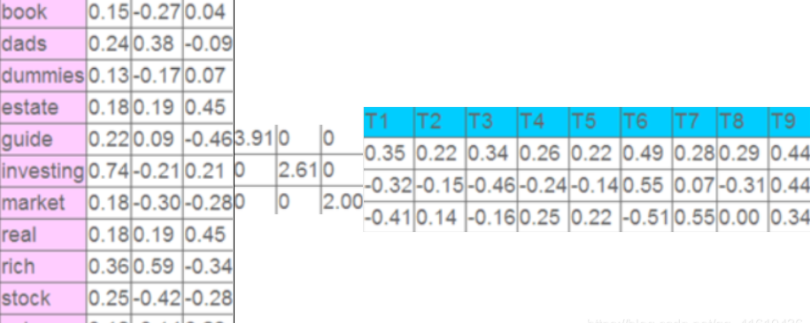 book 0.15 -0.27 0.04
dads 0.24 0.38 -0.09
dummies 0.13 -0.17 0.07
estate 0.18 0.19 0.45
guide 0.22 0.09 -0.46
investing 0.74 -0.21 0.21
market 0.18 -0.30 -0.28
real 0.18 0.19 0.45
rich 0.36 0.59 -0.34
stock 0.25 -0.42 -0.28
3.91 0 0
0 2.61 0
0 0 2.00
T1 T2 T3 T4 T5 T6 T7 T8 T9
0.35 0.22 0.34 0.26 0.22 0.49 0.28 0.29 0.44
-0.32 -0.15 -0.46 -0.24 -0.14 0.55 0.07 -0.31 0.44
-0.41 0.14 -0.16 0.25 0.22 -0.51 0.55 0.00 0.34